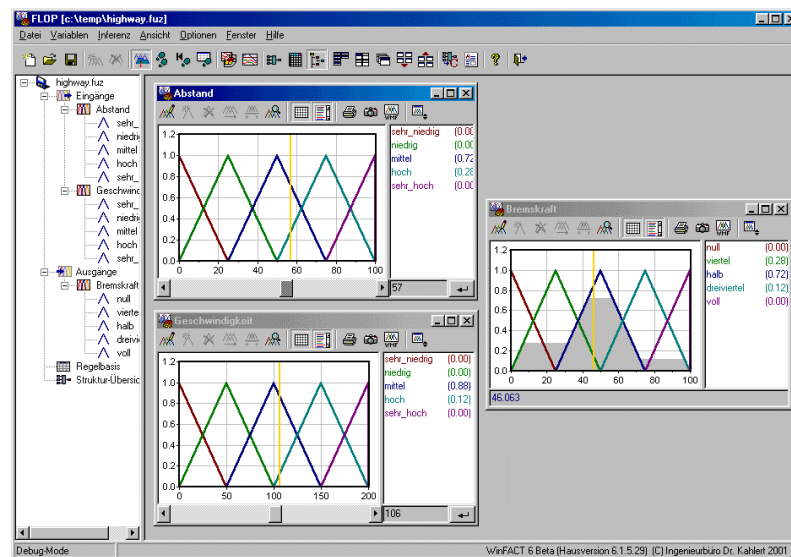 FLOP [c:\temp\highway.fuz]
Datei Variablen Inferenz Ansicht Optionen Fenster Hilfe
highway.fuz
Eingänge
Abstand
sehr_
niedrig
mittel
hoch
sehr_
Geschwind
sehr_
niedrig
mittel
hoch
sehr_
Ausgänge
Bremskraft
null
vierte
halb
dreivie
voll
Regelbasis
Struktur-Übersic
Abstand
WMF
1.2
1.0
0.8
0.6
0.4
0.2
0.0
0 20 40 60 80 100
sehr_niedrig (0.00
niedrig (0.00
mittel (0.72
hoch (0.28
sehr_hoch (0.00
57
Geschwindigkeit
WMF
1.2
1.0
0.8
0.6
0.4
0.2
0.0
0 50 100 150 200
sehr_niedrig (0.00)
niedrig (0.00)
mittel (0.88)
hoch (0.12)
sehr_hoch (0.00)
106
Bremskraft
WMF
1.2
1.0
0.8
0.6
0.4
0.2
0.0
0 20 40 60 80 100
null (0.00)
viertel (0.28)
halb (0.72)
dreiviertel (0.12)
voll (0.00)
46.063
Debug-Mode
WinFACT 6 Beta (Hausversion 6.1.5.29) (C) Ingenieurbüro Dr. Kahlert 2001